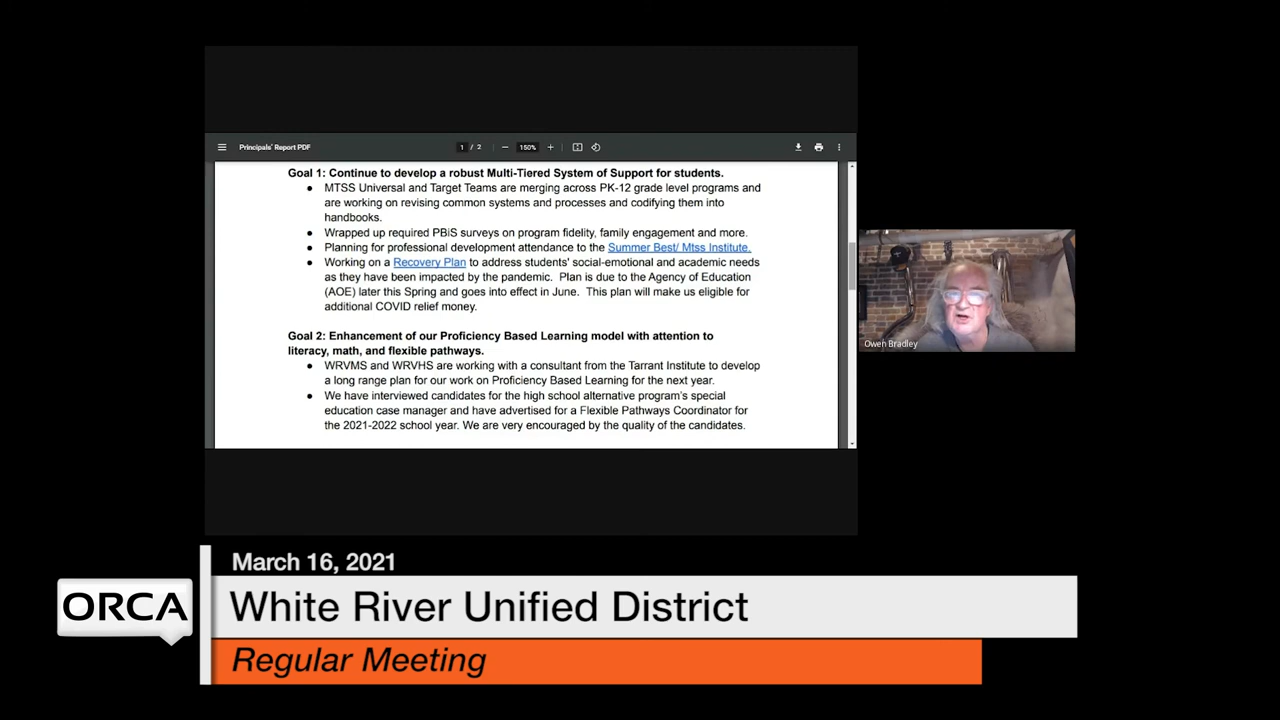 Principals' Report PDF
1 / 2
150%
Goal 1: Continue to develop a robust Multi-Tiered System of Support for students.
● MTSS Universal and Target Teams are merging across PK-12 grade level programs and
are working on revising common systems and processes and codifying them into
handbooks.
● Wrapped up required PBiS surveys on program fidelity, family engagement and more.
● Planning for professional development attendance to the Summer Best/ Mtss Institute.
● Working on a Recovery Plan to address students' social-emotional and academic needs
as they have been impacted by the pandemic. Plan is due to the Agency of Education
(AOE) later this Spring and goes into effect in June. This plan will make us eligible for
additional COVID relief money.
Goal 2: Enhancement of our Proficiency Based Learning model with attention to
literacy, math, and flexible pathways.
● WRVMS and WRVHS are working with a consultant from the Tarrant Institute to develop
a long range plan for our work on Proficiency Based Learning for the next year.
● We have interviewed candidates for the high school alternative program's special
education case manager and have advertised for a Flexible Pathways Coordinator for
the 2021-2022 school year. We are very encouraged by the quality of the candidates.
Owen Bradley
March 16, 2021
ORCA
White River Unified District
Regular Meeting